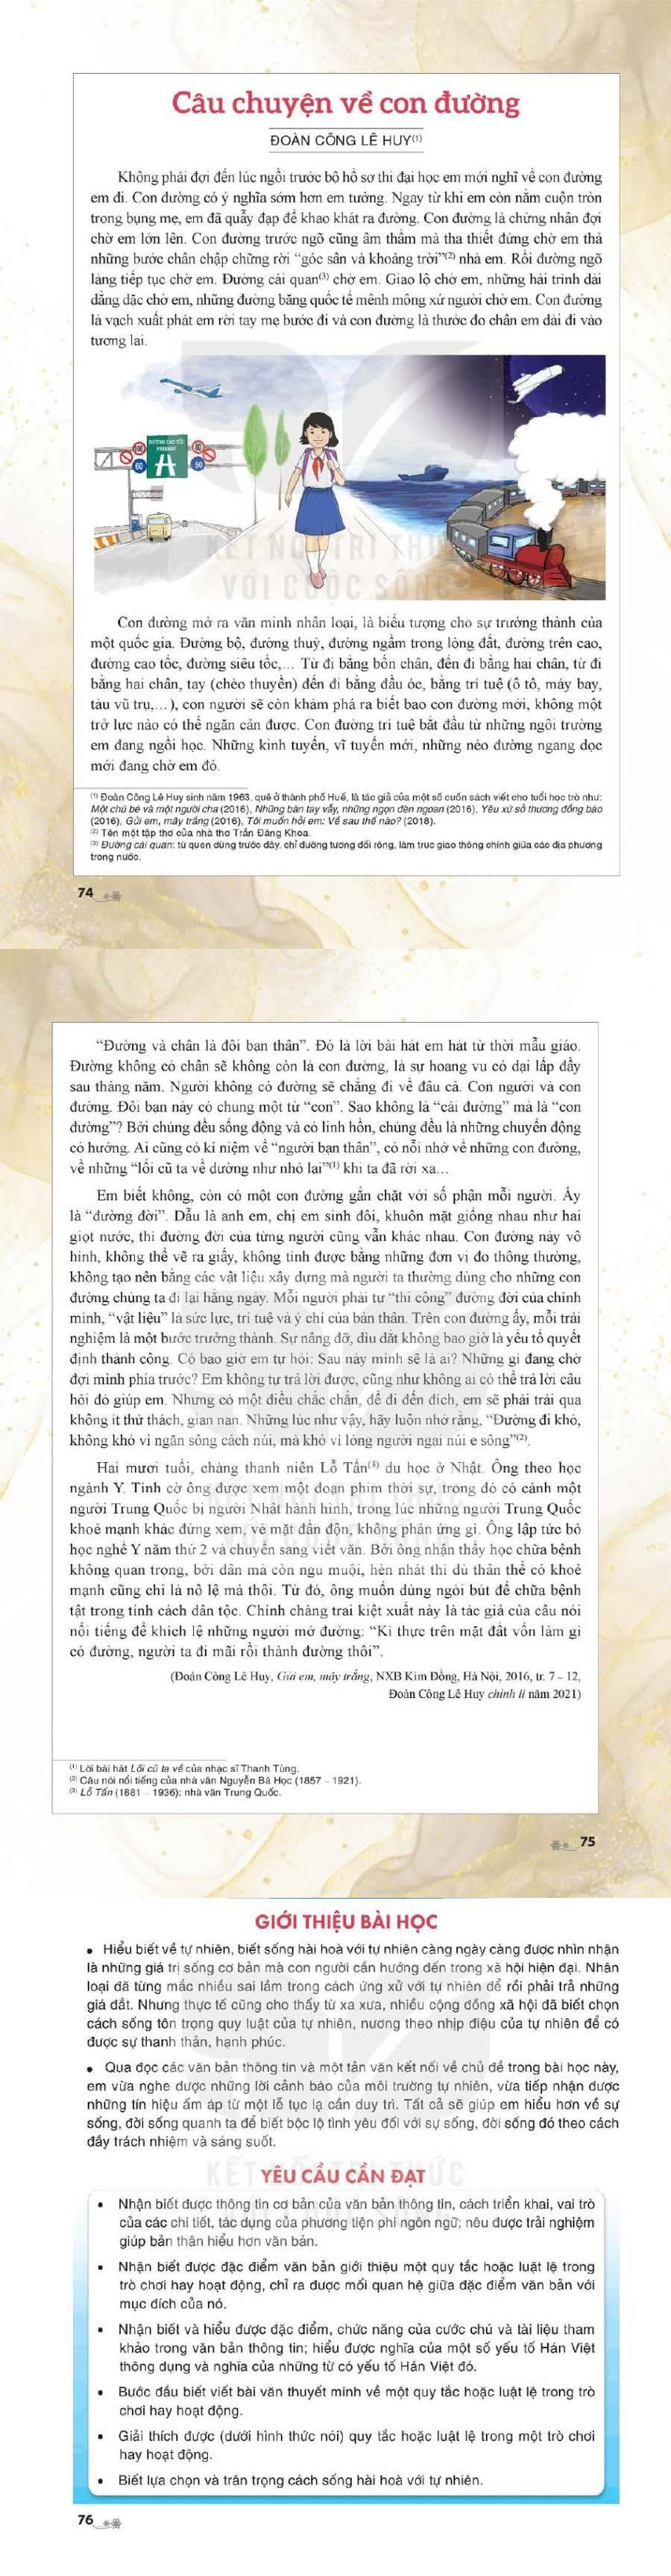 Câu chuyện về con đường
ĐOÀN CÔNG LÊ HUY(1)
Không phải đợi đến lúc ngồi trước bộ hồ sơ thi đại học em mới nghĩ về con đường
em đi. Con đường có ý nghĩa sớm hơn em tưởng. Ngay từ khi em còn nằm cuộn tròn
trong bụng mẹ, em đã quẫy đạp để khao khát ra đường. Con đường là chứng nhân đợi
chờ em lớn lên. Con đường trước ngõ cũng âm thầm mà tha thiết đứng chờ em thả
những bước chân chập chững rời “góc sân và khoảng trời”(2) nhà em. Rồi đường ngõ
làng tiếp tục chờ em. Đường cái quan(3) chờ em. Giao lộ chờ em, những hải trình dài
dằng dặc chờ em, những đường băng quốc tế mênh mông xứ người chờ em. Con đường
là vạch xuất phát em rời tay mẹ bước đi và con đường là thước đo chân em dài đi vào
tương lai.
ĐƯỜNG CAO TỐC
FREEWAY
100
80
60
50
Con đường mở ra văn minh nhân loại, là biểu tượng cho sự trưởng thành của
một quốc gia. Đường bộ, đường thuỷ, đường ngầm trong lòng đất, đường trên cao,
đường cao tốc, đường siêu tốc,... Từ đi bằng bốn chân, đến đi bằng hai chân, từ đi
bằng hai chân, tay (chèo thuyền) đến đi bằng đầu óc, bằng trí tuệ (ô tô, máy bay,
tàu vũ trụ,...), con người sẽ còn khám phá ra biết bao con đường mới, không một
trở lực nào có thể ngăn cản được. Con đường trí tuệ bắt đầu từ những ngôi trường
em đang ngồi học. Những kinh tuyến, vĩ tuyến mới, những nẻo đường ngang dọc
mới đang chờ em đó.
(1) Đoàn Công Lê Huy sinh năm 1963, quê ở thành phố Huế, là tác giả của một số cuốn sách viết cho tuổi học trò như:
Một chú bé và một người cha (2016), Những bàn tay vẫy, những ngọn đèn ngoan (2016), Yêu xứ sở thương đồng bào
(2016), Gửi em, mây trắng (2016), Tôi muốn hỏi em: Về sau thế nào? (2018).
(2) Tên một tập thơ của nhà thơ Trần Đăng Khoa.
(3) Đường cái quan: từ quen dùng trước đây, chỉ đường tương đối rộng, làm trục giao thông chính giữa các địa phương
trong nước.
74
“Đường và chân là đôi bạn thân”. Đó là lời bài hát em hát từ thời mẫu giáo.
Đường không có chân sẽ không còn là con đường, là sự hoang vu cỏ dại lấp đầy
sau tháng năm. Người không có đường sẽ chẳng đi về đâu cả. Con người và con
đường. Đôi bạn này có chung một từ “con”. Sao không là “cái đường” mà là “con
đường”? Bởi chúng đều sống động và có linh hồn, chúng đều là những chuyển động
có hướng. Ai cũng có kỉ niệm về “người bạn thân”, có nỗi nhớ về những con đường,
về những “lối cũ ta về dường như nhỏ lại”(1) khi ta đã rời xa...
Em biết không, còn có một con đường gắn chặt với số phận mỗi người. Ấy
là “đường đời”. Dẫu là anh em, chị em sinh đôi, khuôn mặt giống nhau như hai
giọt nước, thì đường đời của từng người cũng vẫn khác nhau. Con đường này vô
hình, không thể vẽ ra giấy, không tính được bằng những đơn vị đo thông thường,
không tạo nên bằng các vật liệu xây dựng mà người ta thường dùng cho những con
đường chúng ta đi lại hằng ngày. Mỗi người phải tự “thi công” đường đời của chính
mình, “vật liệu” là sức lực, trí tuệ và ý chí của bản thân. Trên con đường ấy, mỗi trải
nghiệm là một bước trưởng thành. Sự nâng đỡ, dìu dắt không bao giờ là yếu tố quyết
định thành công. Có bao giờ em tự hỏi: Sau này mình sẽ là ai? Những gì đang chờ
đợi mình phía trước? Em không tự trả lời được, cũng như không ai có thể trả lời câu
hỏi đó giúp em. Nhưng có một điều chắc chắn, để đi đến đích, em sẽ phải trải qua
không ít thử thách, gian nan. Những lúc như vậy, hãy luôn nhớ rằng, “Đường đi khó,
không khó vì ngăn sông cách núi, mà khó vì lòng người ngại núi e sông”(2).
Hai mươi tuổi, chàng thanh niên Lỗ Tấn(3) du học ở Nhật. Ông theo học
ngành Y. Tình cờ ông được xem một đoạn phim thời sự, trong đó có cảnh một
người Trung Quốc bị người Nhật hành hình, trong lúc những người Trung Quốc
khoẻ mạnh khác đứng xem, vẻ mặt đần độn, không phản ứng gì. Ông lập tức bỏ
học nghề Y năm thứ 2 và chuyển sang viết văn. Bởi ông nhận thấy học chữa bệnh
không quan trọng, bởi dân mà còn ngu muội, hèn nhát thì dù thân thể có khoẻ
mạnh cũng chỉ là nô lệ mà thôi. Từ đó, ông muốn dùng ngòi bút để chữa bệnh
tật trong tính cách dân tộc. Chính chàng trai kiệt xuất này là tác giả của câu nói
nổi tiếng để khích lệ những người mở đường: “Kì thực trên mặt đất vốn làm gì
có đường, người ta đi mãi rồi thành đường thôi”.
(Đoàn Công Lê Huy, Gửi em, mây trắng, NXB Kim Đồng, Hà Nội, 2016, tr. 7 – 12,
Đoàn Công Lê Huy chỉnh lí năm 2021)
(1) Lời bài hát Lối cũ ta về của nhạc sĩ Thanh Tùng.
(2) Câu nói nổi tiếng của nhà văn Nguyễn Bá Học (1857 – 1921).
(3) Lỗ Tấn (1881 – 1936): nhà văn Trung Quốc.
75
GIỚI THIỆU BÀI HỌC
• Hiểu biết về tự nhiên, biết sống hài hoà với tự nhiên càng ngày càng được nhìn nhận
là những giá trị sống cơ bản mà con người cần hướng đến trong xã hội hiện đại. Nhân
loại đã từng mắc nhiều sai lầm trong cách ứng xử với tự nhiên để rồi phải trả những
giá đắt. Nhưng thực tế cũng cho thấy từ xa xưa, nhiều cộng đồng xã hội đã biết chọn
cách sống tôn trọng quy luật của tự nhiên, nương theo nhịp điệu của tự nhiên để có
được sự thanh thản, hạnh phúc.
• Qua đọc các văn bản thông tin và một tản văn kết nối về chủ đề trong bài học này,
em vừa nghe được những lời cảnh báo của môi trường tự nhiên, vừa tiếp nhận được
những tín hiệu ấm áp từ một lễ tục lạ cần duy trì. Tất cả sẽ giúp em hiểu hơn về sự
sống, đời sống quanh ta để biết bộc lộ tình yêu đối với sự sống, đời sống đó theo cách
đầy trách nhiệm và sáng suốt.
YÊU CẦU CẦN ĐẠT
• Nhận biết được thông tin cơ bản của văn bản thông tin, cách triển khai, vai trò
của các chi tiết, tác dụng của phương tiện phi ngôn ngữ; nêu được trải nghiệm
giúp bản thân hiểu hơn văn bản.
• Nhận biết được đặc điểm văn bản giới thiệu một quy tắc hoặc luật lệ trong
trò chơi hay hoạt động, chỉ ra được mối quan hệ giữa đặc điểm văn bản với
mục đích của nó.
• Nhận biết và hiểu được đặc điểm, chức năng của cước chú và tài liệu tham
khảo trong văn bản thông tin; hiểu được nghĩa của một số yếu tố Hán Việt
thông dụng và nghĩa của những từ có yếu tố Hán Việt đó.
• Bước đầu biết viết bài văn thuyết minh về một quy tắc hoặc luật lệ trong trò
chơi hay hoạt động.
• Giải thích được (dưới hình thức nói) quy tắc hoặc luật lệ trong một trò chơi
hay hoạt động.
• Biết lựa chọn và trân trọng cách sống hài hoà với tự nhiên.
76